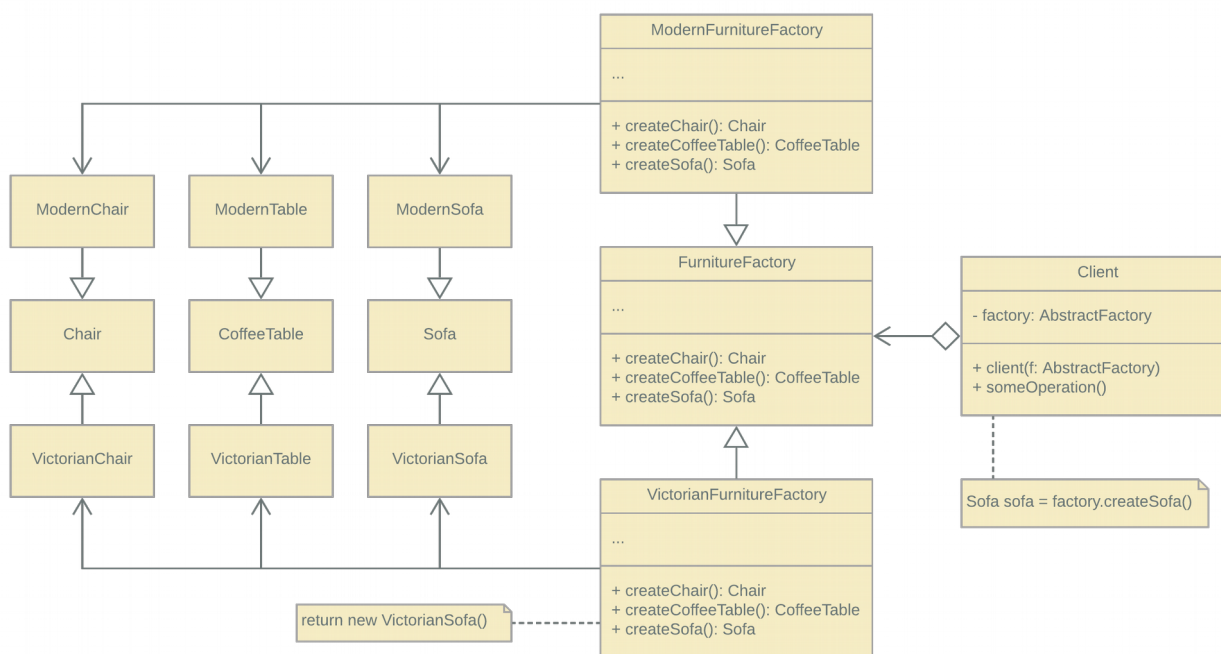 ModernFurnitureFactory
...
+ createChair(): Chair
+ createCoffeeTable(): CoffeeTable
+ createSofa(): Sofa
ModernChair
ModernTable
ModernSofa
FurnitureFactory
...
+ createChair(): Chair
+ createCoffeeTable(): CoffeeTable
+ createSofa(): Sofa
Client
- factory: AbstractFactory
+ client(f: AbstractFactory)
+ someOperation()
Chair
CoffeeTable
Sofa
VictorianChair
VictorianTable
VictorianSofa
VictorianFurnitureFactory
...
+ createChair(): Chair
+ createCoffeeTable(): CoffeeTable
+ createSofa(): Sofa
Sofa sofa = factory.createSofa()
return new VictorianSofa()